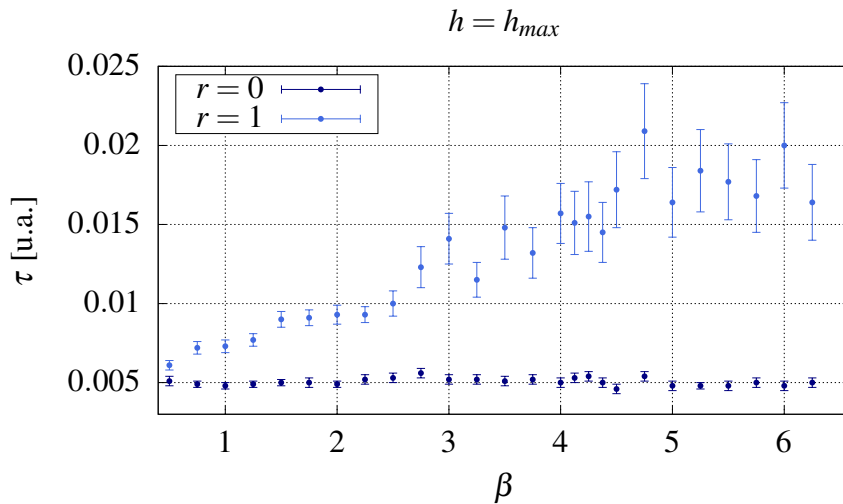 h = h_max
0.025
0.02
0.015
0.01
0.005
τ [u.a.]
r = 0
r = 1
1 2 3 4 5 6
β